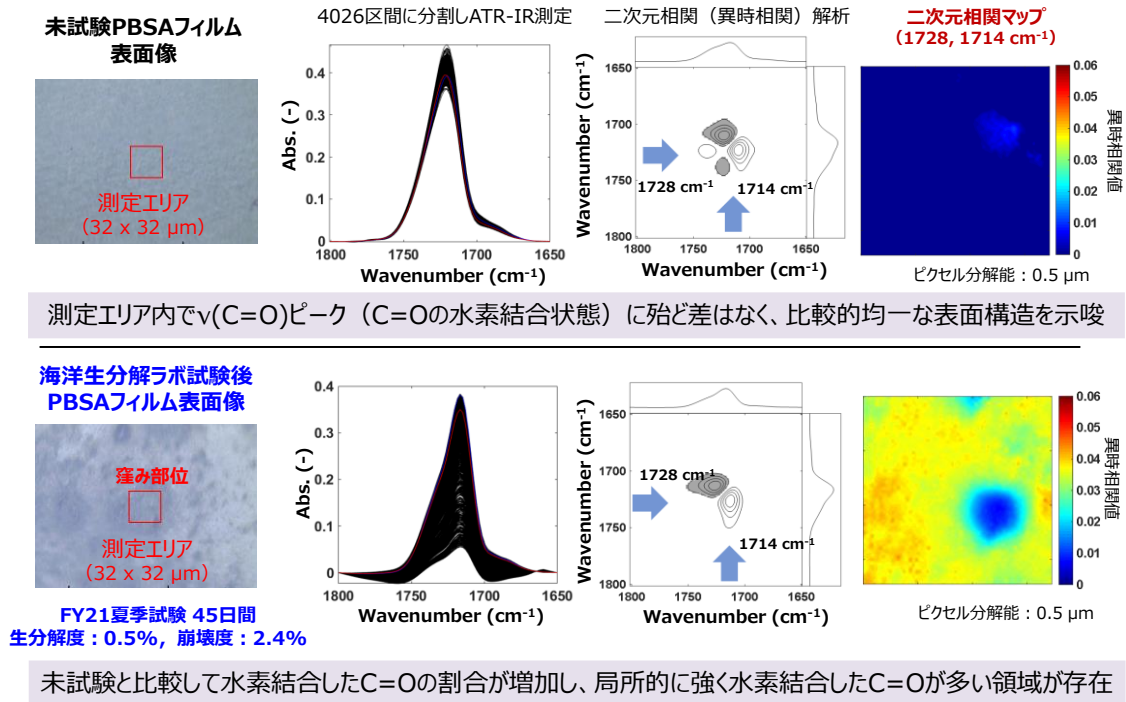 未試験PBSAフィルム
表面像
測定エリア
(32 x 32 µm)
4026区間に分割しATR-IR測定
Abs. (-)
0.4
0.3
0.2
0.1
0
1800
1750
1700
1650
Wavenumber (cm-1)
二次元相関（異時相関）解析
Wavenumber (cm-1)
1650
1700
1750
1800
1728 cm-1
1714 cm-1
1800
1750
1700
1650
Wavenumber (cm-1)
二次元相関マップ
(1728, 1714 cm-1)
0.06
0.05
0.04
0.03
0.02
0.01
0
異時相関値
ピクセル分解能：0.5 µm
測定エリア内でν(C=O)ピーク（C=Oの水素結合状態）に殆ど差はなく、比較的均一な表面構造を示唆
海洋生分解ラボ試験後
PBSAフィルム表面像
窪み部位
測定エリア
(32 x 32 µm)
FY21夏季試験 45日間
生分解度：0.5%，崩壊度：2.4%
Abs. (-)
0.4
0.3
0.2
0.1
0
1800
1750
1700
1650
Wavenumber (cm-1)
Wavenumber (cm-1)
1650
1700
1750
1800
1728 cm-1
1714 cm-1
1800
1750
1700
1650
Wavenumber (cm-1)
0.06
0.05
0.04
0.03
0.02
0.01
0
異時相関値
ピクセル分解能：0.5 µm
未試験と比較して水素結合したC=Oの割合が増加し、局所的に強く水素結合したC=Oが多い領域が存在